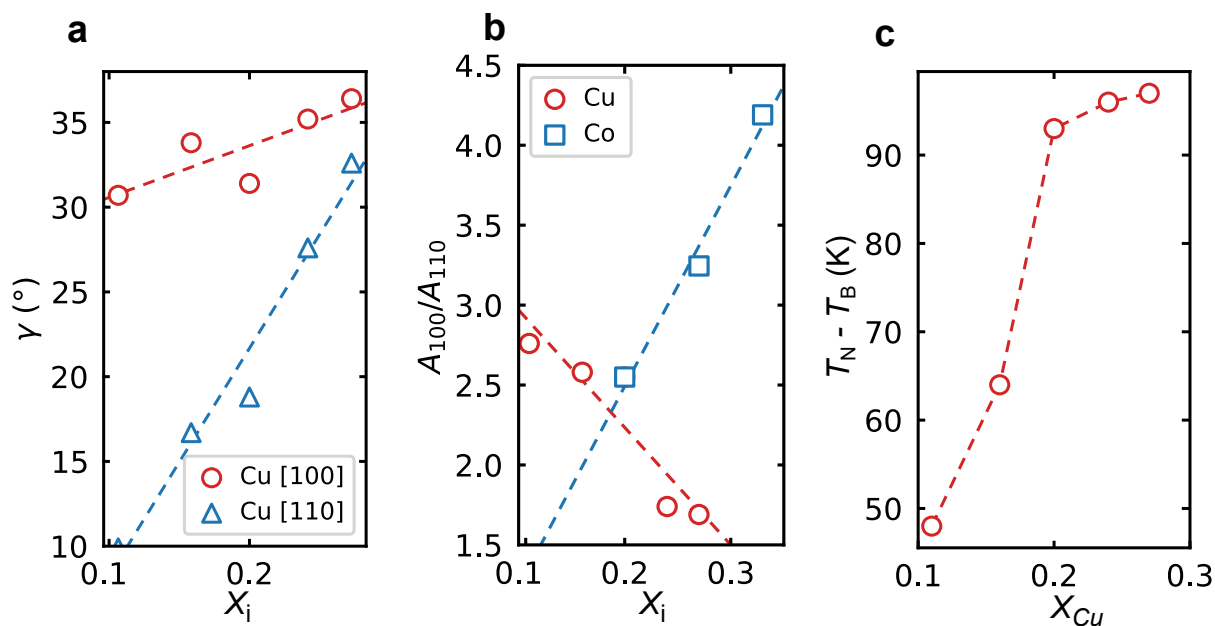 a
γ (°)
35
30
25
20
15
10
0.1
0.2
Xi
Cu [100]
Cu [110]
b
A100/A110
4.5
4.0
3.5
3.0
2.5
2.0
1.5
0.1
0.2
0.3
Xi
Cu
Co
c
TN - TB (K)
90
80
70
60
50
0.1
0.2
0.3
XCu